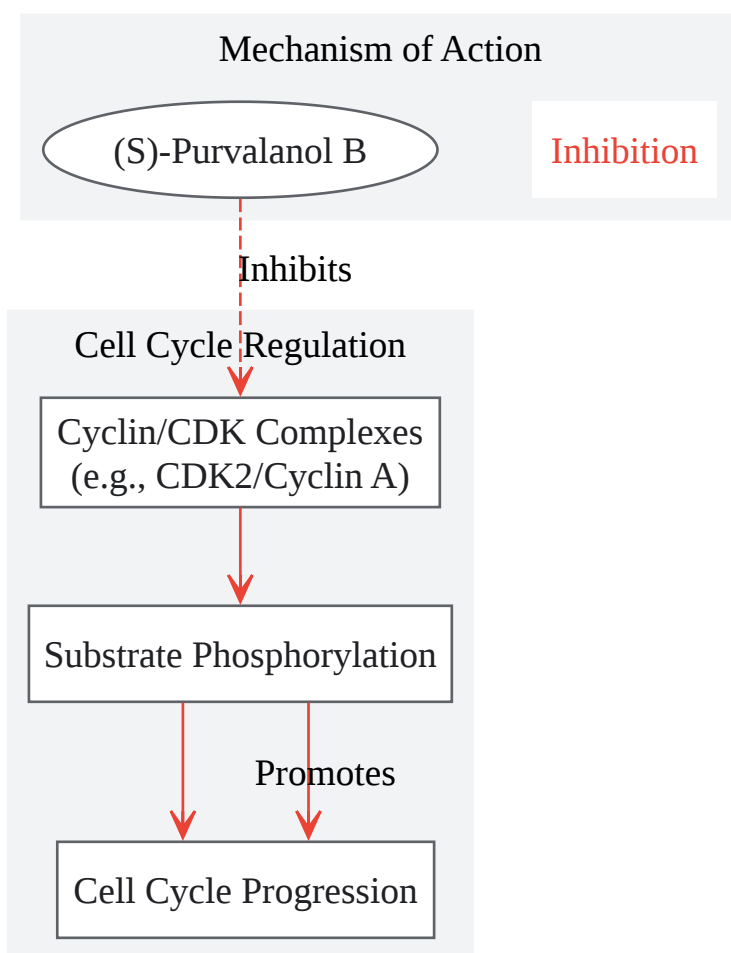 Mechanism of Action
(S)-Purvalanol B
Inhibition
Inhibits
Cell Cycle Regulation
Cyclin/CDK Complexes
(e.g., CDK2/Cyclin A)
Substrate Phosphorylation
Promotes
Cell Cycle Progression